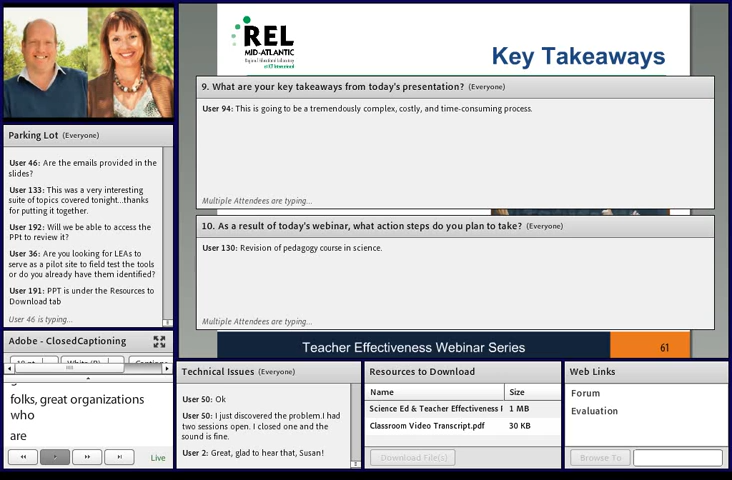 REL
MID-ATLANTIC
Key Takeaways
9. What are your key takeaways from today's presentation? (Everyone)
User 94: This is going to be a tremendously complex, costly, and time-consuming process.
Multiple Attendees are typing...
10. As a result of today's webinar, what action steps do you plan to take? (Everyone)
User 130: Revision of pedagogy course in science.
Multiple Attendees are typing...
Teacher Effectiveness Webinar Series
61
Parking Lot (Everyone)
User 46: Are the emails provided in the
slides?
User 133: This was a very interesting
suite of topics covered tonight...thanks
for putting it together.
User 192: Will we be able to access the
PPt to review it?
User 36: Are you looking for LEAs to
serve as a pilot site to field test the tools
or do you already have them identified?
User 191: PPT is under the Resources to
Download tab
User 46 is typing...
Adobe - ClosedCaptioning
folks, great organizations
who
are
Live
Technical Issues (Everyone)
User 50: Ok
User 50: I just discovered the problem.I had
two sessions open. I closed one and the
sound is fine.
User 2: Great, glad to hear that, Susan!
Resources to Download
Name Size
Science Ed & Teacher Effectiveness 1 MB
Classroom Video Transcript.pdf 30 KB
Download File(s)
Web Links
Forum
Evaluation
Browse To